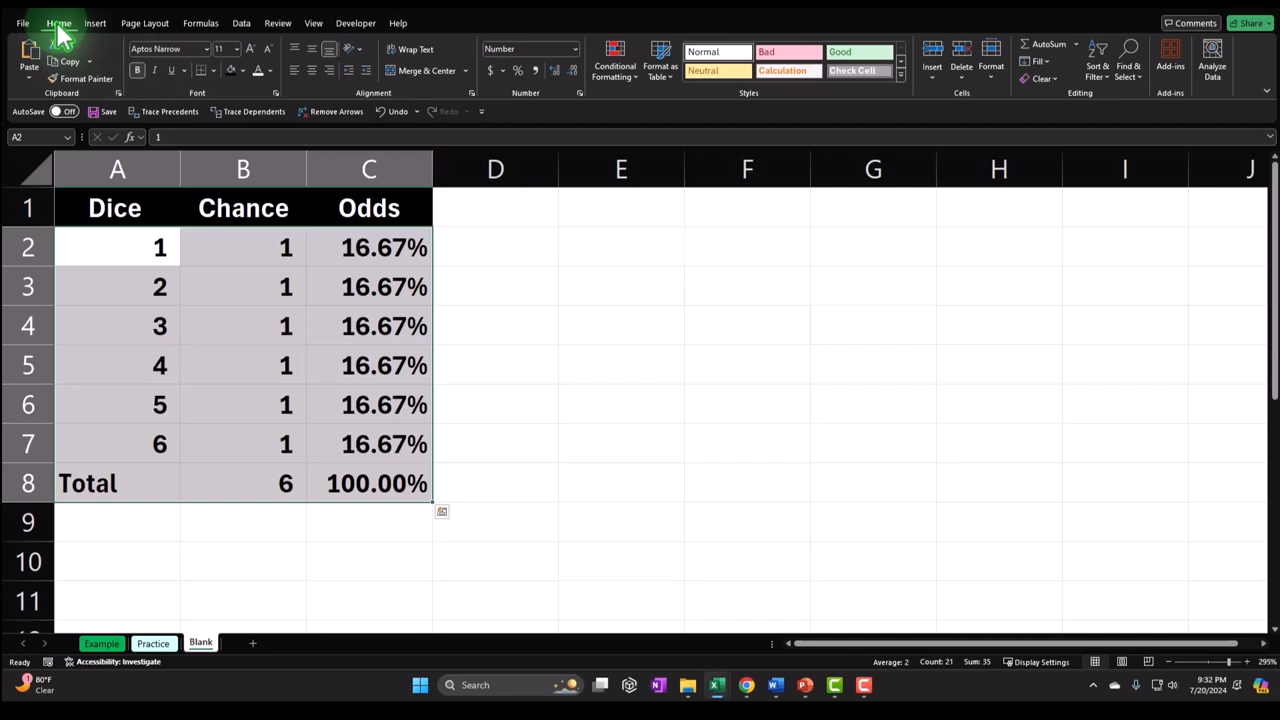 File Home Insert Page Layout Formulas Data Review View Developer Help Comments Share
Paste Copy Format Painter Clipboard
Aptos Narrow 11 B I U A Font
Wrap Text Merge & Center Alignment
Number $ % Number
Conditional Formatting Format as Table Normal Bad Good Neutral Calculation Check Cell Styles
Insert Delete Format Cells
AutoSum Fill Clear Sort & Filter Find & Select Editing
Add-ins Add-ins Analyze Data
AutoSave Off Save Trace Precedents Trace Dependents Remove Arrows Undo Redo
A2 fx 1
A B C D E F G H I J
1 Dice Chance Odds
2 1 1 16.67%
3 2 1 16.67%
4 3 1 16.67%
5 4 1 16.67%
6 5 1 16.67%
7 6 1 16.67%
8 Total 6 100.00%
9
10
11
Example Practice Blank
Ready Accessibility: Investigate Average: 2 Count: 21 Sum: 35 Display Settings 295%
80°F Clear Search 9:32 PM 7/20/2024